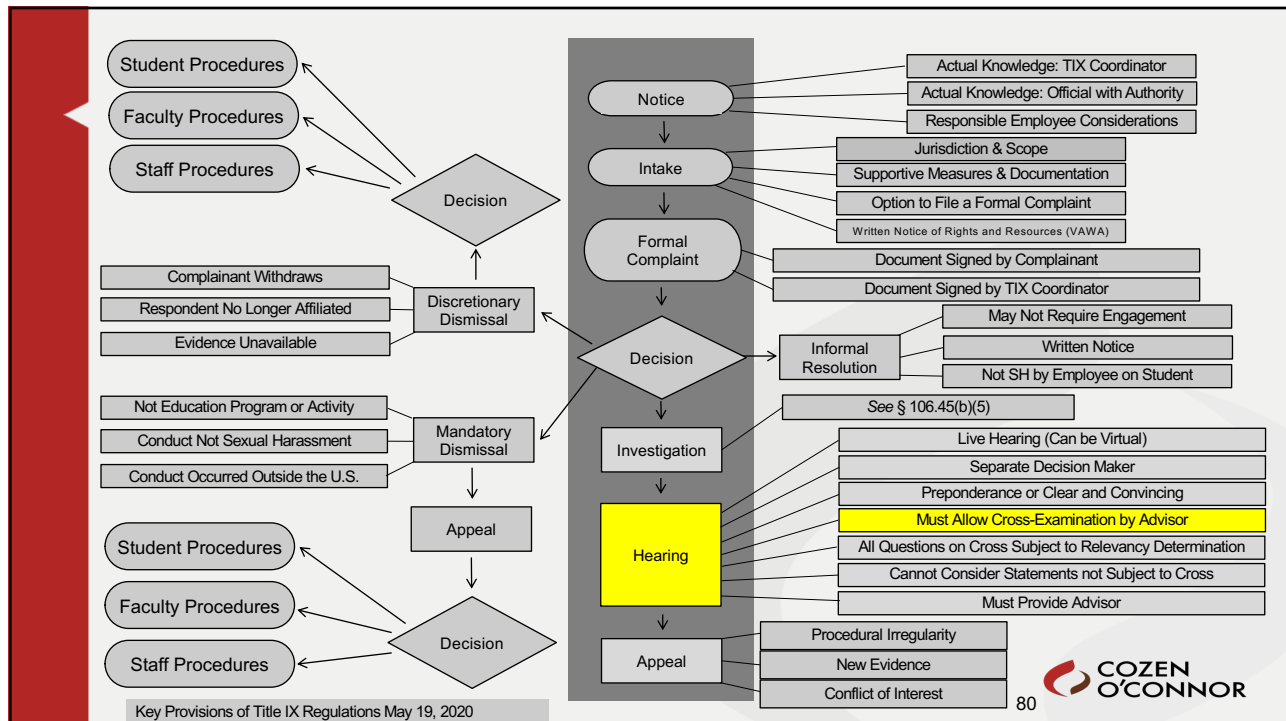 Student Procedures
Faculty Procedures
Staff Procedures
Decision
Complainant Withdraws
Respondent No Longer Affiliated
Evidence Unavailable
Discretionary
Dismissal
Not Education Program or Activity
Conduct Not Sexual Harassment
Conduct Occurred Outside the U.S.
Mandatory
Dismissal
Appeal
Student Procedures
Faculty Procedures
Staff Procedures
Decision
Key Provisions of Title IX Regulations May 19, 2020
Notice
Actual Knowledge: TIX Coordinator
Actual Knowledge: Official with Authority
Responsible Employee Considerations
Intake
Jurisdiction & Scope
Supportive Measures & Documentation
Option to File a Formal Complaint
Written Notice of Rights and Resources (VAWA)
Formal
Complaint
Document Signed by Complainant
Document Signed by TIX Coordinator
Decision
Informal
Resolution
May Not Require Engagement
Written Notice
Not SH by Employee on Student
Investigation
See § 106.45(b)(5)
Hearing
Live Hearing (Can be Virtual)
Separate Decision Maker
Preponderance or Clear and Convincing
Must Allow Cross-Examination by Advisor
All Questions on Cross Subject to Relevancy Determination
Cannot Consider Statements not Subject to Cross
Must Provide Advisor
Appeal
Procedural Irregularity
New Evidence
Conflict of Interest
80
COZEN
O'CONNOR